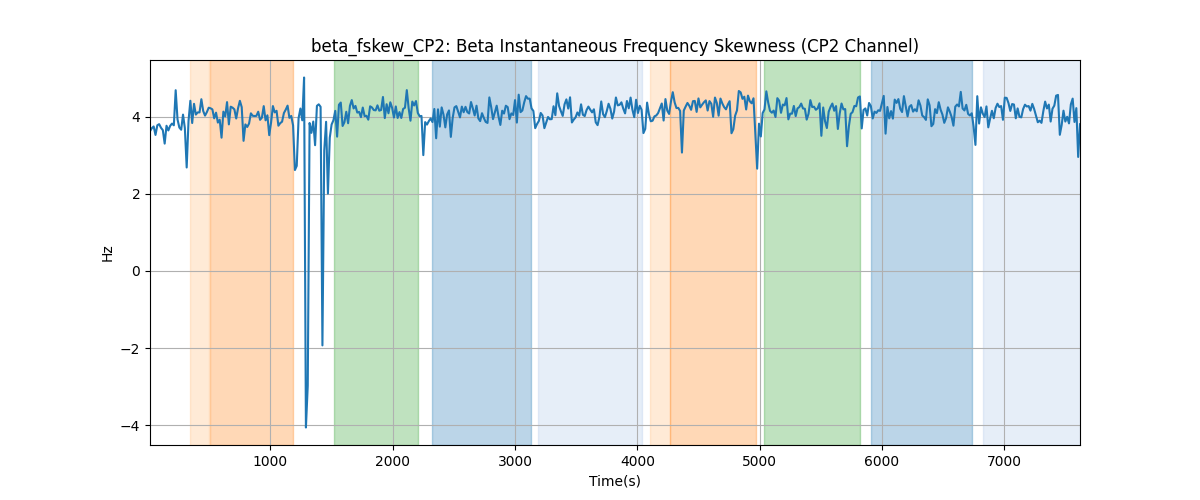 beta_fskew_CP2: Beta Instantaneous Frequency Skewness (CP2 Channel)
4
2
0
−2
−4
Hz
1000 2000 3000 4000 5000 6000 7000
Time(s)